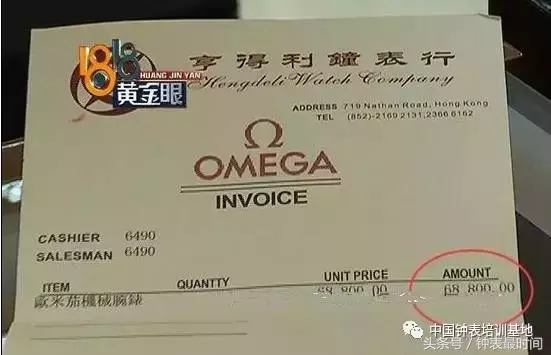 1818
HUANG JIN YAN
黄金眼
亨得利鐘表行
Hengdeli Watch Company
ADDRESS 719 Nathan Road, Hong Kong
TEL (852)-2169 2131,2366 6162
Ω
OMEGA
INVOICE
CASHIER 6490
SALESMAN 6490
ITEM QUANTTY UNIT PRICE AMOUNT
歐米茄機械腕錶 68 800.00 68 800.00
中国钟表培训基地
头条号 / 钟表最时间